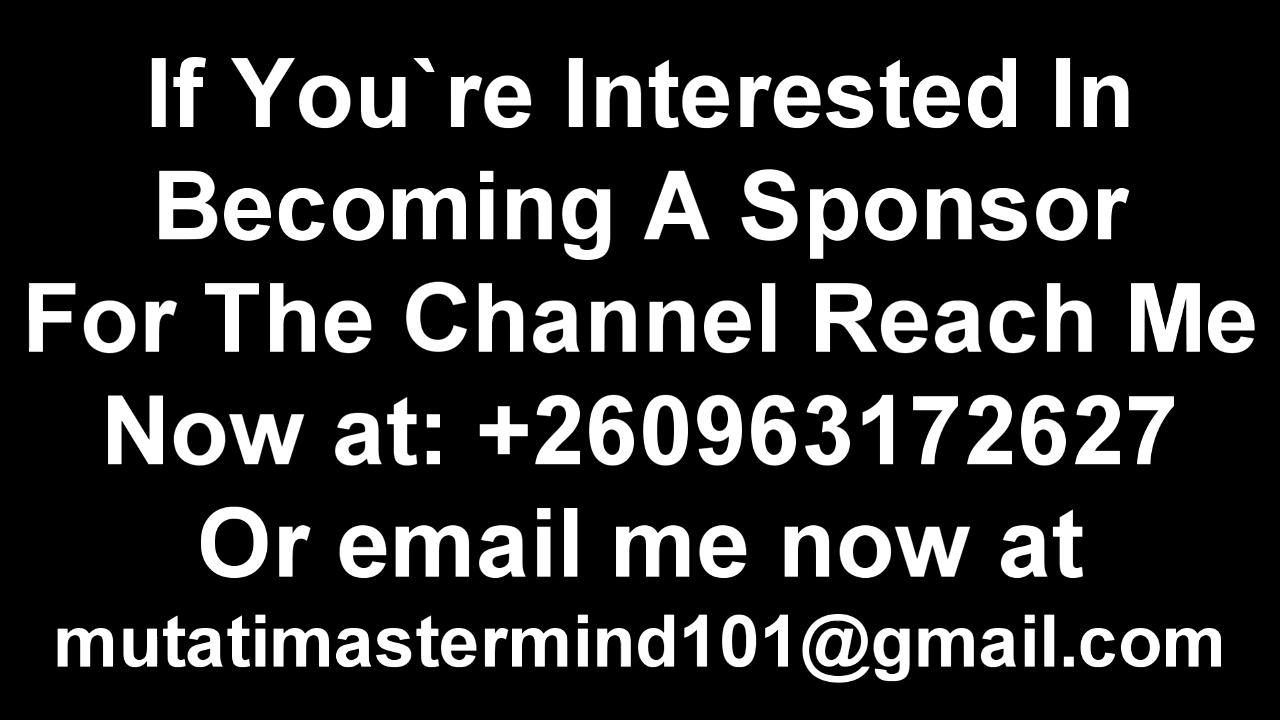 If You`re Interested In
Becoming A Sponsor
For The Channel Reach Me
Now at: +260963172627
Or email me now at
mutatimastermind101@gmail.com